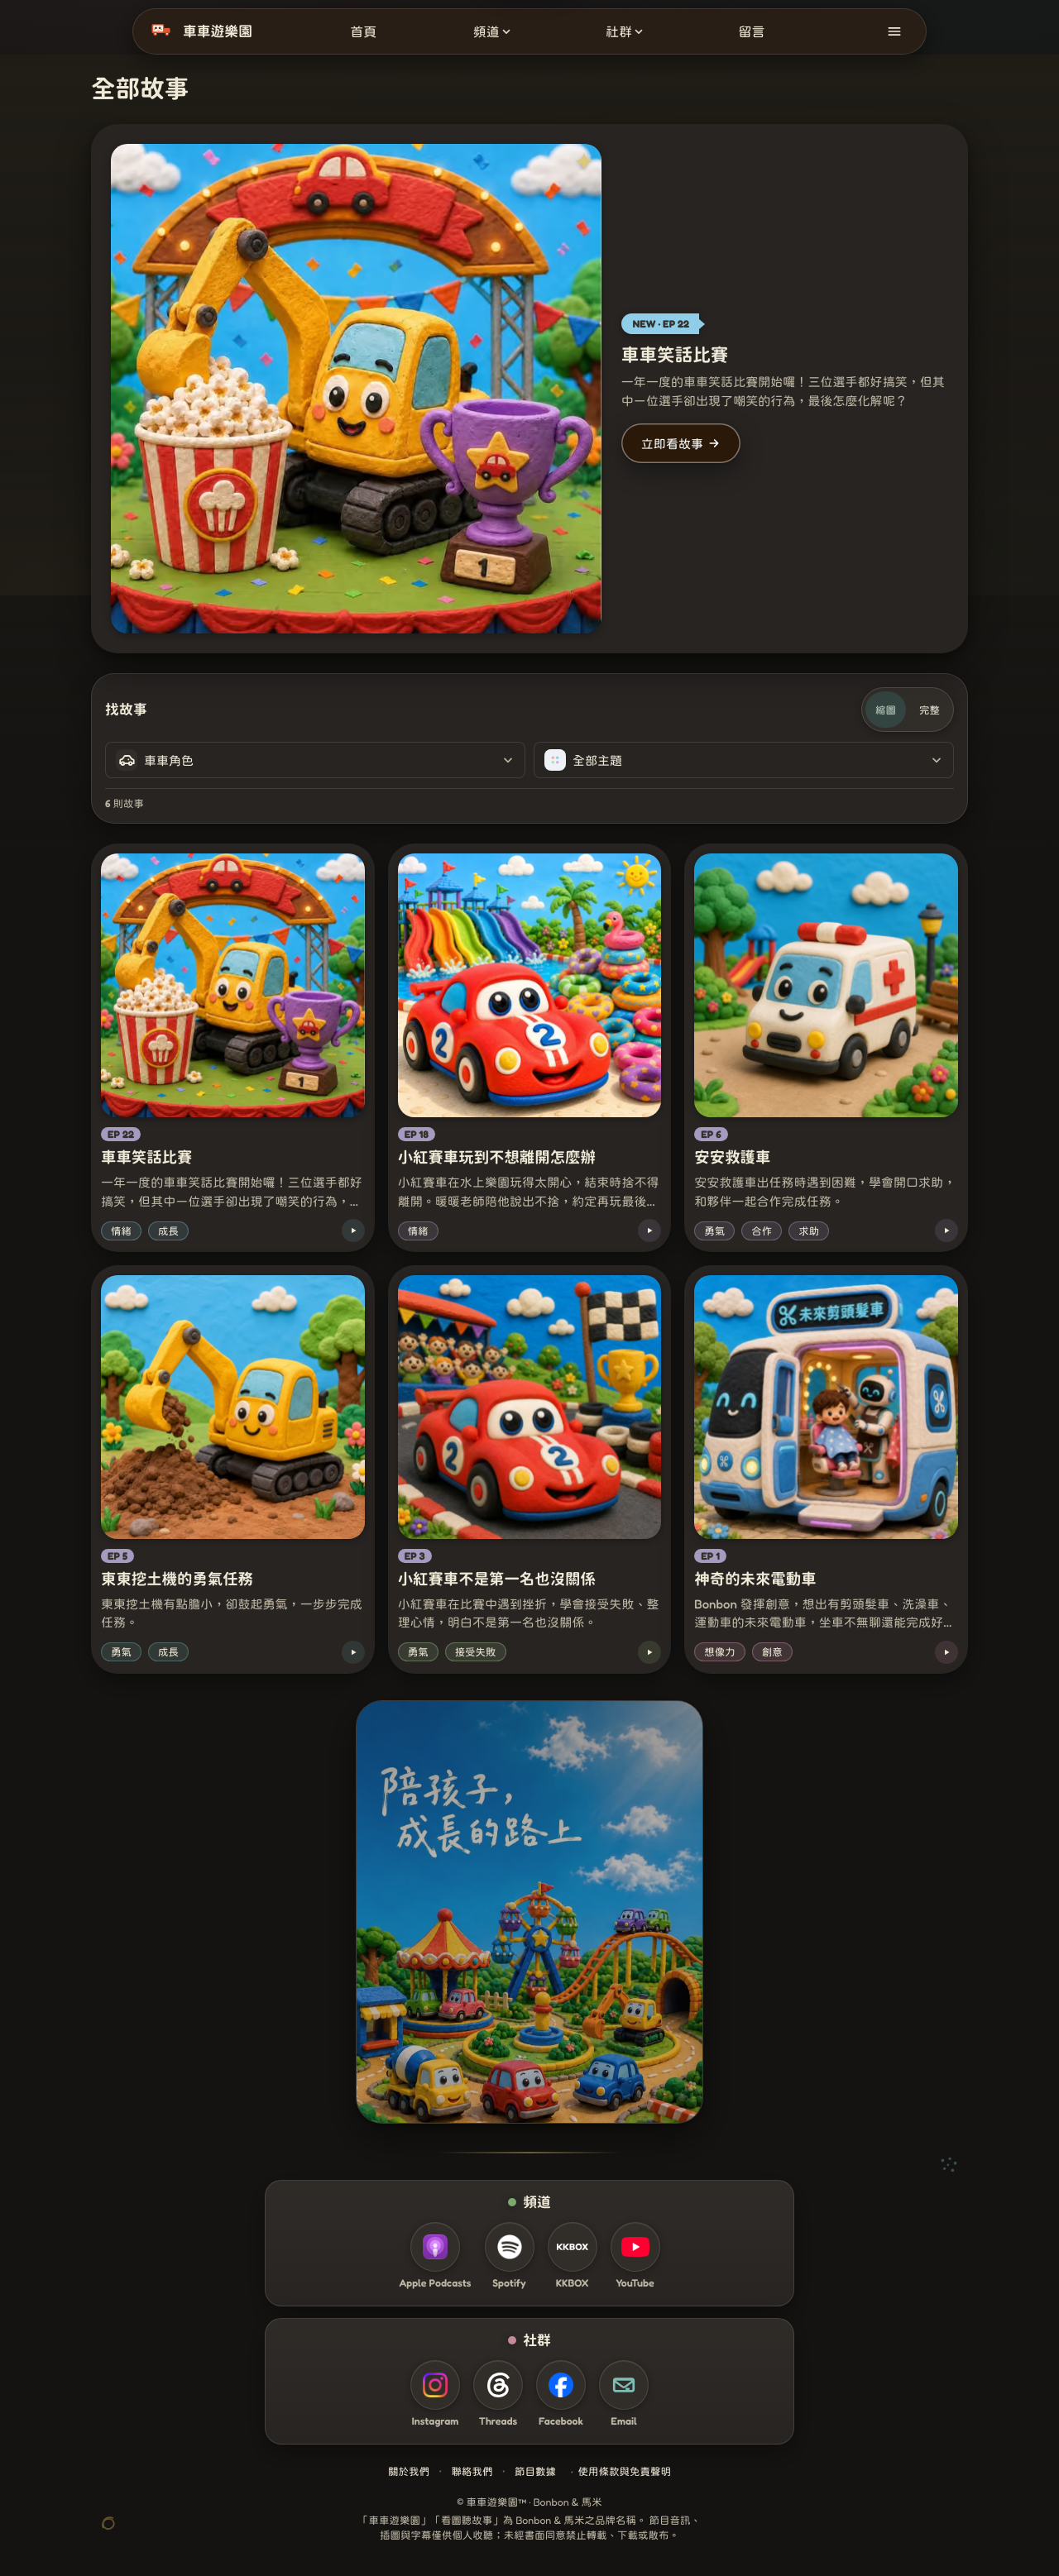 車車遊樂園
首頁
頻道
社群
留言
全部故事
NEW · EP 22
車車笑話比賽
一年一度的車車笑話比賽開始囉！三位選手都好搞笑，但其
中一位選手卻出現了嘲笑的行為，最後怎麼化解呢？
立即看故事 →
1
找故事
縮圖
完整
車車角色
全部主題
6 則故事
1
EP 22
車車笑話比賽
一年一度的車車笑話比賽開始囉！三位選手都好
搞笑，但其中一位選手卻出現了嘲笑的行為，...
情緒
成長
2
EP 18
小紅賽車玩到不想離開怎麼辦
小紅賽車在水上樂園玩得太開心，結束時捨不得
離開。暖暖老師陪他說出不捨，約定再玩最後...
情緒
EP 6
安安救護車
安安救護車出任務時遇到困難，學會開口求助，
和夥伴一起合作完成任務。
勇氣
合作
求助
EP 5
東東挖土機的勇氣任務
東東挖土機有點膽小，卻鼓起勇氣，一步步完成
任務。
勇氣
成長
2
2
EP 3
小紅賽車不是第一名也沒關係
小紅賽車在比賽中遇到挫折，學會接受失敗、整
理心情，明白不是第一名也沒關係。
勇氣
接受失敗
未來剪頭髮車
EP 1
神奇的未來電動車
Bonbon 發揮創意，想出有剪頭髮車、洗澡車、
運動車的未來電動車，坐車不無聊還能完成好...
想像力
創意
陪孩子，
成長的路上
頻道
KKBOX
Apple Podcasts
Spotify
KKBOX
YouTube
社群
Instagram
Threads
Facebook
Email
關於我們 · 聯絡我們 · 節目數據 · 使用條款與免責聲明
© 車車遊樂園™ · Bonbon & 馬米
「車車遊樂園」「看圖聽故事」為 Bonbon & 馬米之品牌名稱。 節目音訊、
插圖與字幕僅供個人收聽；未經書面同意禁止轉載、下載或散布。